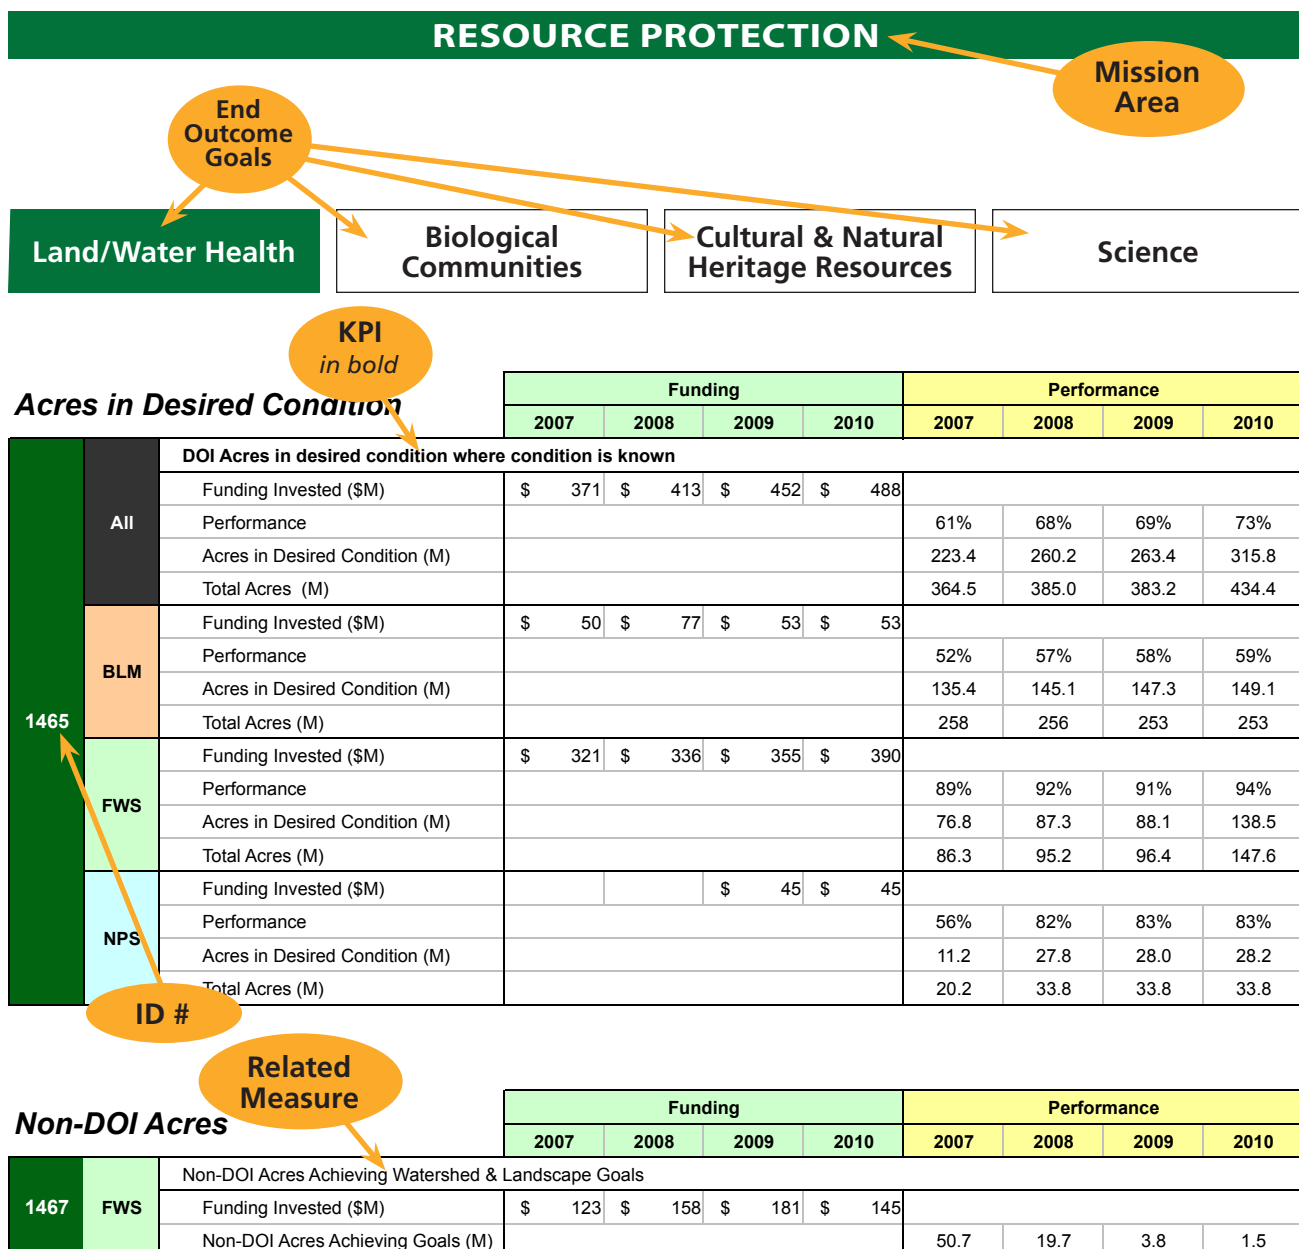 RESOURCE PROTECTION
Mission
Area
End
Outcome
Goals
Land/Water Health
Biological
Communities
Cultural & Natural
Heritage Resources
Science
KPI
in bold
Acres in Desired Condition
Funding Performance
2007 2008 2009 2010 2007 2008 2009 2010
DOI Acres in desired condition where condition is known
1465
All
Funding Invested ($M) $ 371 $ 413 $ 452 $ 488
Performance 61% 68% 69% 73%
Acres in Desired Condition (M) 223.4 260.2 263.4 315.8
Total Acres (M) 364.5 385.0 383.2 434.4
BLM
Funding Invested ($M) $ 50 $ 77 $ 53 $ 53
Performance 52% 57% 58% 59%
Acres in Desired Condition (M) 135.4 145.1 147.3 149.1
Total Acres (M) 258 256 253 253
FWS
Funding Invested ($M) $ 321 $ 336 $ 355 $ 390
Performance 89% 92% 91% 94%
Acres in Desired Condition (M) 76.8 87.3 88.1 138.5
Total Acres (M) 86.3 95.2 96.4 147.6
NPS
Funding Invested ($M) $ 45 $ 45
Performance 56% 82% 83% 83%
Acres in Desired Condition (M) 11.2 27.8 28.0 28.2
Total Acres (M) 20.2 33.8 33.8 33.8
ID #
Related
Measure
Non-DOI Acres
Funding Performance
2007 2008 2009 2010 2007 2008 2009 2010
Non-DOI Acres Achieving Watershed & Landscape Goals
1467 FWS Funding Invested ($M) $ 123 $ 158 $ 181 $ 145
Non-DOI Acres Achieving Goals (M) 50.7 19.7 3.8 1.5